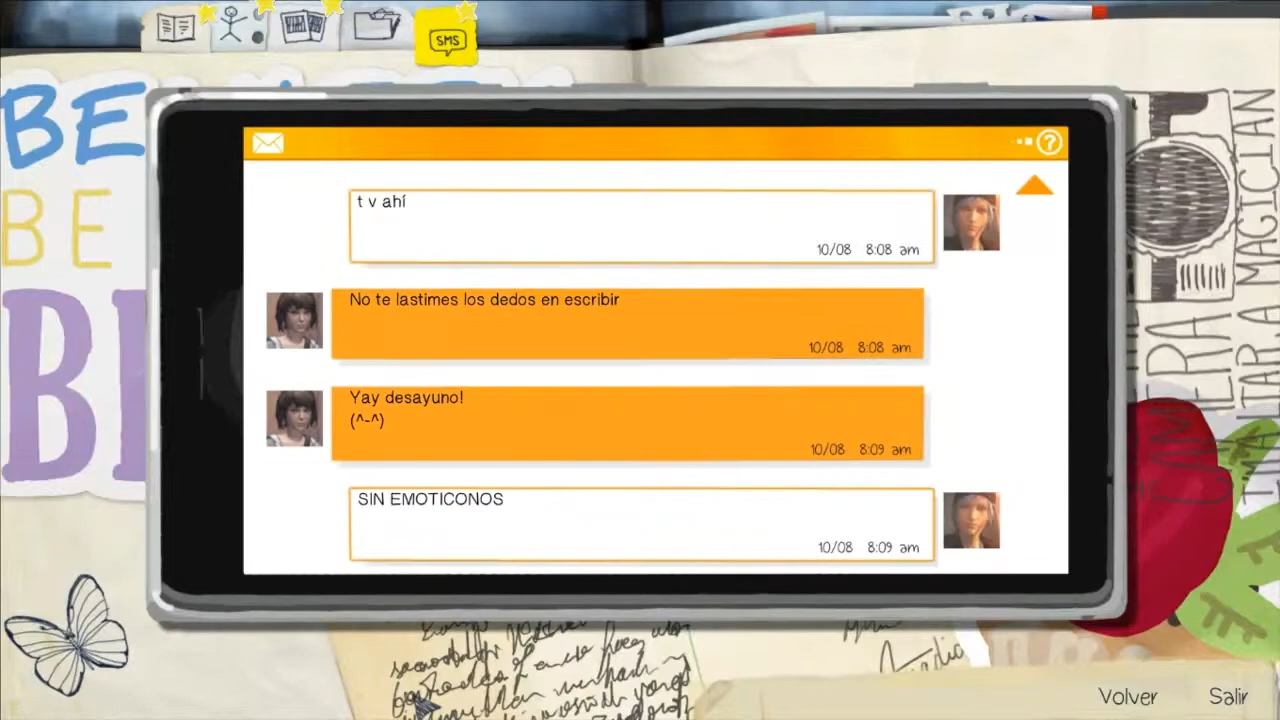 SMS
BE
BE
t v ahí
10/08 8:08 am
No te lastimes los dedos en escribir
10/08 8:08 am
Yay desayuno!
(^-^)
10/08 8:09 am
SIN EMOTICONOS
10/08 8:09 am
CAMERA
MAGICIAN
Volver Salir